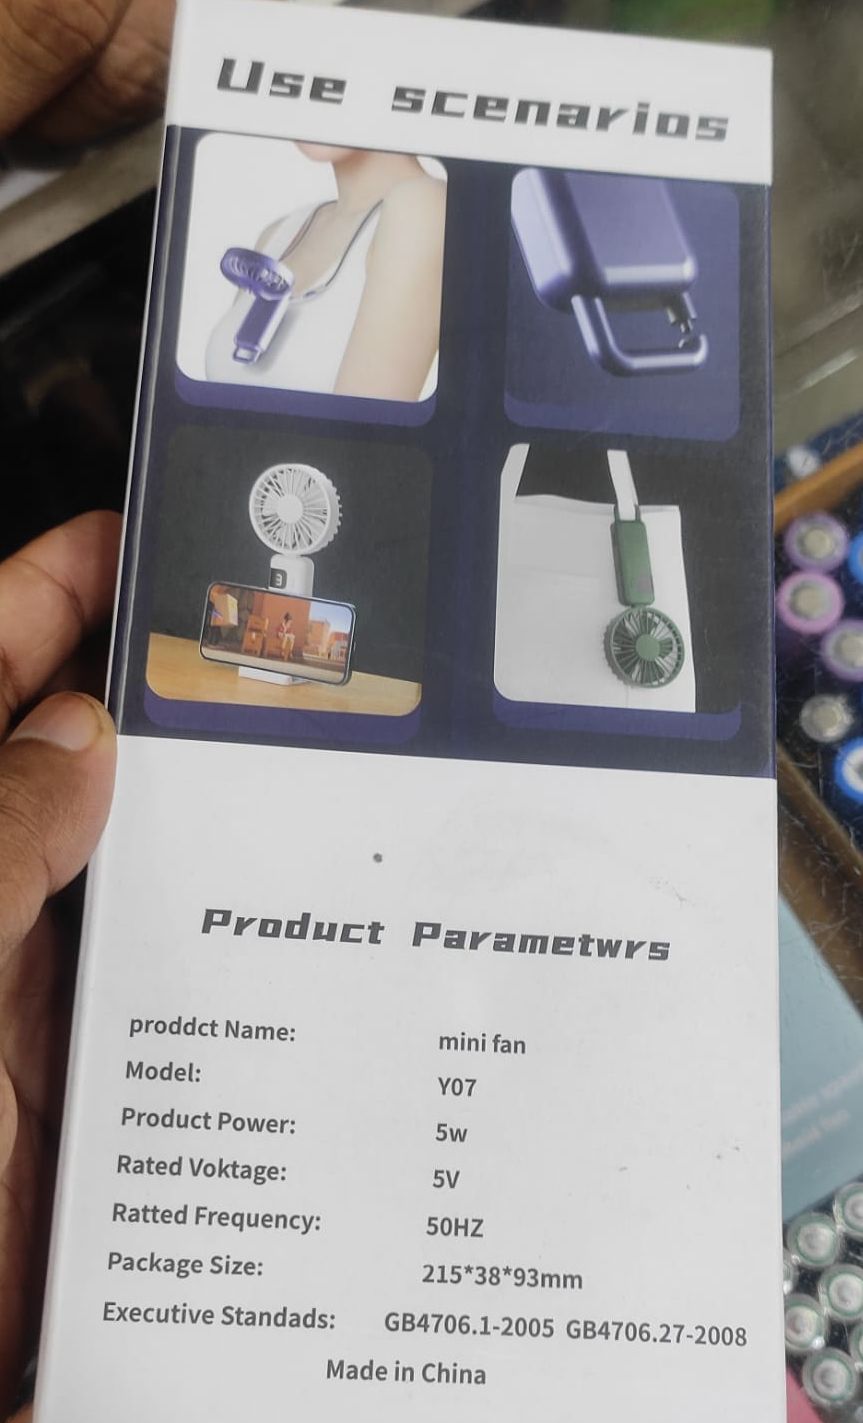 Use scenarios
Product Parametwrs
proddct Name: mini fan
Model: Y07
Product Power: 5w
Rated Voktage: 5V
Ratted Frequency: 50HZ
Package Size: 215*38*93mm
Executive Standads: GB4706.1-2005 GB4706.27-2008
Made in China